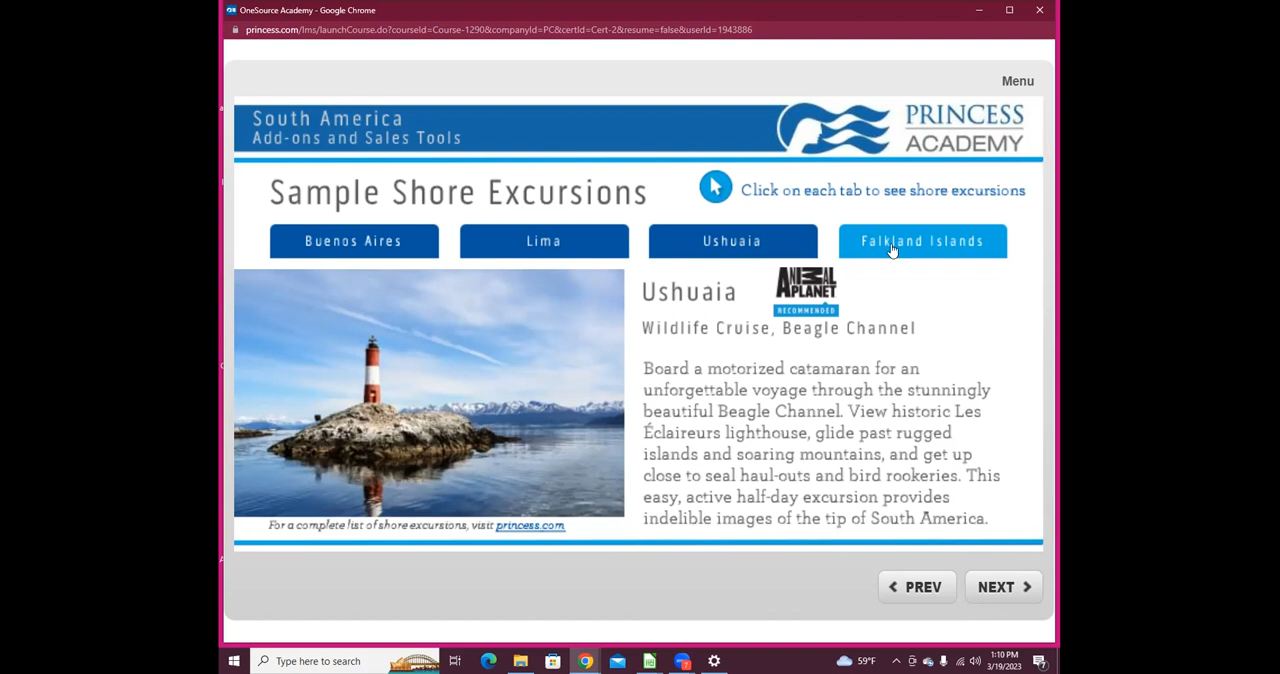 OneSource Academy - Google Chrome
princess.com/lms/launchCourse.do?courseId=Course-1290&companyId=PC&certId=Cert-2&resume=false&userId=1943886
Menu
South America
Add-ons and Sales Tools
PRINCESS
ACADEMY
Sample Shore Excursions
Click on each tab to see shore excursions
Buenos Aires
Lima
Ushuaia
Falkland Islands
Ushuaia
ANIMAL
PLANET
RECOMMENDED
Wildlife Cruise, Beagle Channel
Board a motorized catamaran for an
unforgettable voyage through the stunningly
beautiful Beagle Channel. View historic Les
Éclaireurs lighthouse, glide past rugged
islands and soaring mountains, and get up
close to seal haul-outs and bird rookeries. This
easy, active half-day excursion provides
indelible images of the tip of South America.
For a complete list of shore excursions, visit princess.com
PREV
NEXT
Type here to search
59°F
1:10 PM
3/19/2023